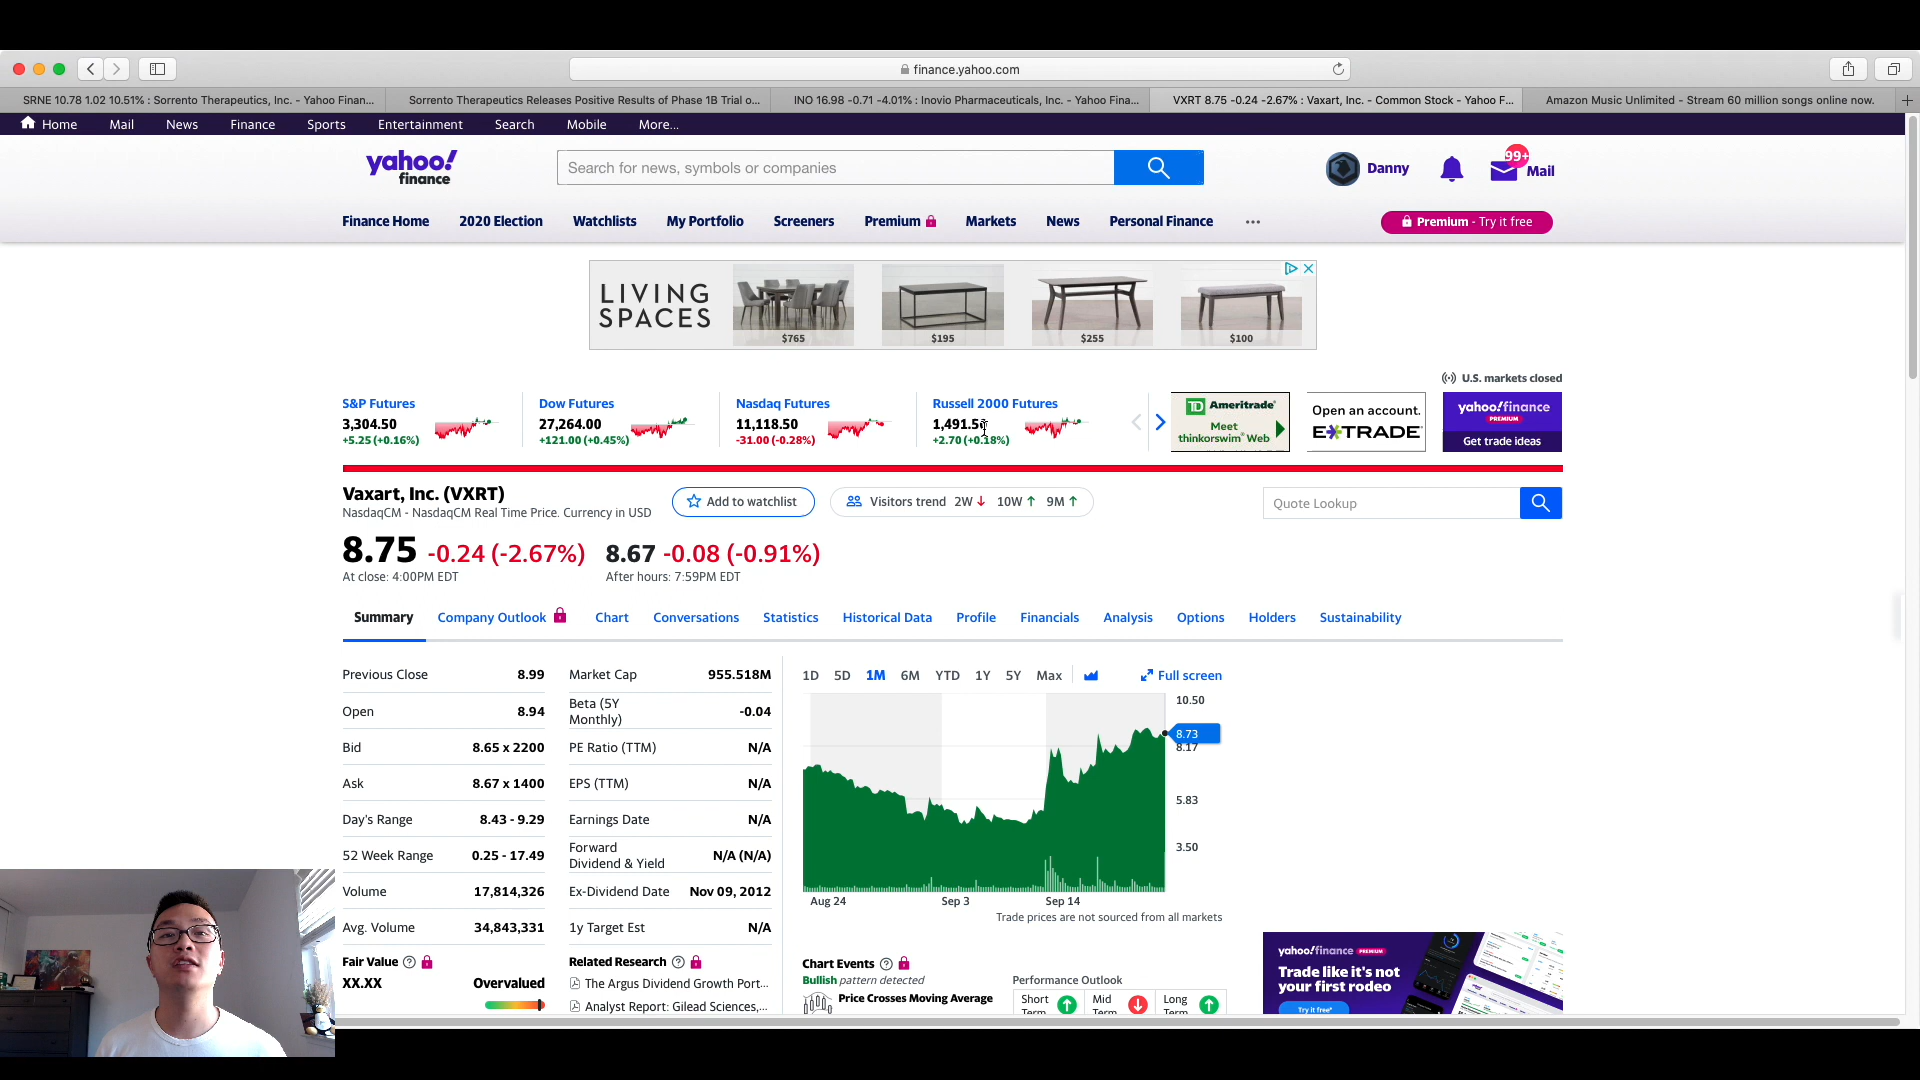 finance.yahoo.com
SRNE 10.78 1.02 10.51% : Sorrento Therapeutics, Inc. - Yahoo Finan...
Sorrento Therapeutics Releases Positive Results of Phase 1B Trial o...
INO 16.98 -0.71 -4.01% : Inovio Pharmaceuticals, Inc. - Yahoo Fina...
VXRT 8.75 -0.24 -2.67% : Vaxart, Inc. - Common Stock - Yahoo F...
Amazon Music Unlimited - Stream 60 million songs online now.
Home Mail News Finance Sports Entertainment Search Mobile More...
yahoo!
finance
Search for news, symbols or companies
Danny
99+
Mail
Finance Home 2020 Election Watchlists My Portfolio Screeners Premium Markets News Personal Finance ...
Premium - Try it free
LIVING
SPACES
$765 $195 $255 $100
U.S. markets closed
S&P Futures
3,304.50
+5.25 (+0.16%)
Dow Futures
27,264.00
+121.00 (+0.45%)
Nasdaq Futures
11,118.50
-31.00 (-0.28%)
Russell 2000 Futures
1,491.50
+2.70 (+0.18%)
TD Ameritrade
Meet
thinkorswim® Web
Open an account.
E*TRADE
yahoo!finance
PREMIUM
Get trade ideas
Vaxart, Inc. (VXRT)
NasdaqCM - NasdaqCM Real Time Price. Currency in USD
Add to watchlist
Visitors trend 2W ↓ 10W ↑ 9M ↑
Quote Lookup
8.75 -0.24 (-2.67%)
At close: 4:00PM EDT
8.67 -0.08 (-0.91%)
After hours: 7:59PM EDT
Summary Company Outlook Chart Conversations Statistics Historical Data Profile Financials Analysis Options Holders Sustainability
Previous Close 8.99
Open 8.94
Bid 8.65 x 2200
Ask 8.67 x 1400
Day's Range 8.43 - 9.29
52 Week Range 0.25 - 17.49
Volume 17,814,326
Avg. Volume 34,843,331
Fair Value
XX.XX Overvalued
Market Cap 955.518M
Beta (5Y
Monthly) -0.04
PE Ratio (TTM) N/A
EPS (TTM) N/A
Earnings Date N/A
Forward
Dividend & Yield N/A (N/A)
Ex-Dividend Date Nov 09, 2012
1y Target Est N/A
Related Research
The Argus Dividend Growth Port...
Analyst Report: Gilead Sciences,...
1D 5D 1M 6M YTD 1Y 5Y Max
Full screen
10.50
8.73
8.17
5.83
3.50
Aug 24 Sep 3 Sep 14
Trade prices are not sourced from all markets
Chart Events
Bullish pattern detected
Price Crosses Moving Average
Performance Outlook
Short
Term
Mid
Term
Long
Term
yahoo!finance PREMIUM
Trade like it's not
your first rodeo
Try it free*